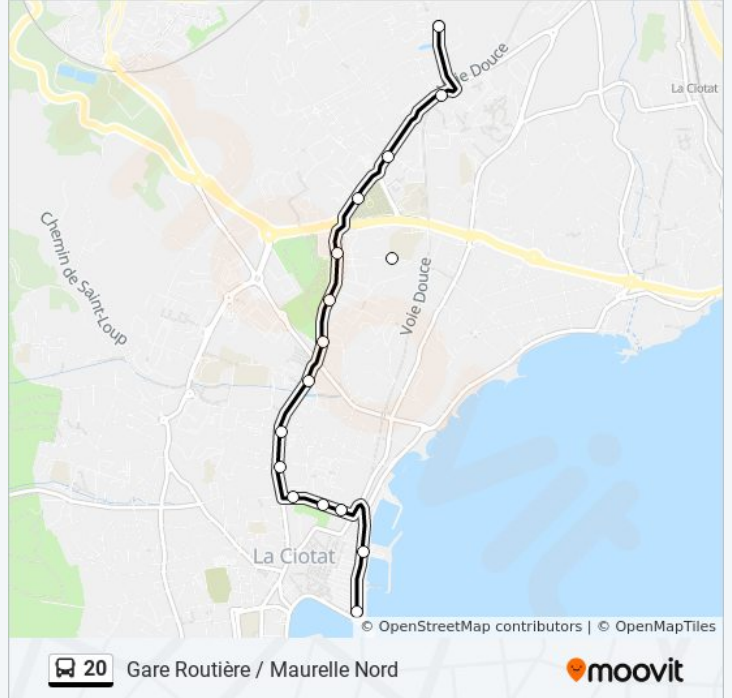 Voie Douce
La Ciotat
Chemin de Saint-Loup
Voie Douce
La Ciotat
© OpenStreetMap contributors | © OpenMapTiles
20 Gare Routière / Maurelle Nord
moovit